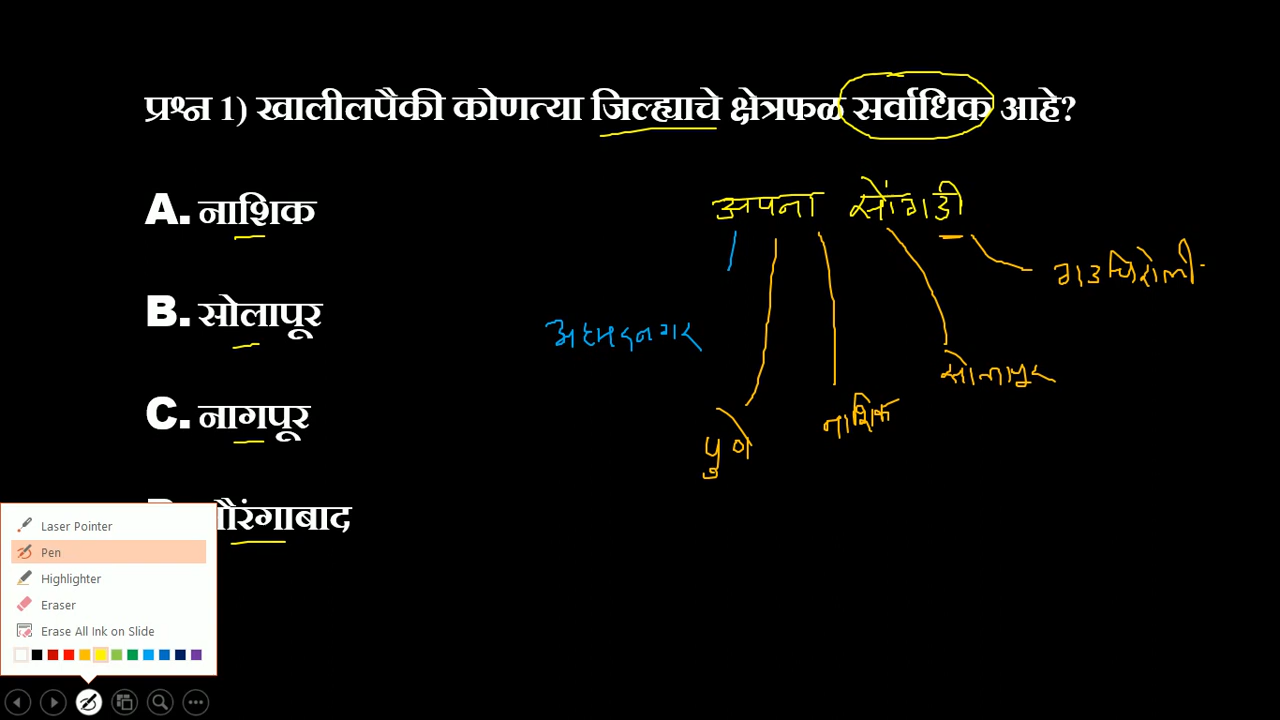 प्रश्न 1) खालीलपैकी कोणत्या जिल्ह्याचे क्षेत्रफळ सर्वाधिक आहे?
A. नाशिक
अपना सोंगडी
गडचिरोली
B. सोलापूर
अहमदनगर
सोलापूर
C. नागपूर
नाशिक
पुणे
रंगाबाद
Laser Pointer
Pen
Highlighter
Eraser
Erase All Ink on Slide